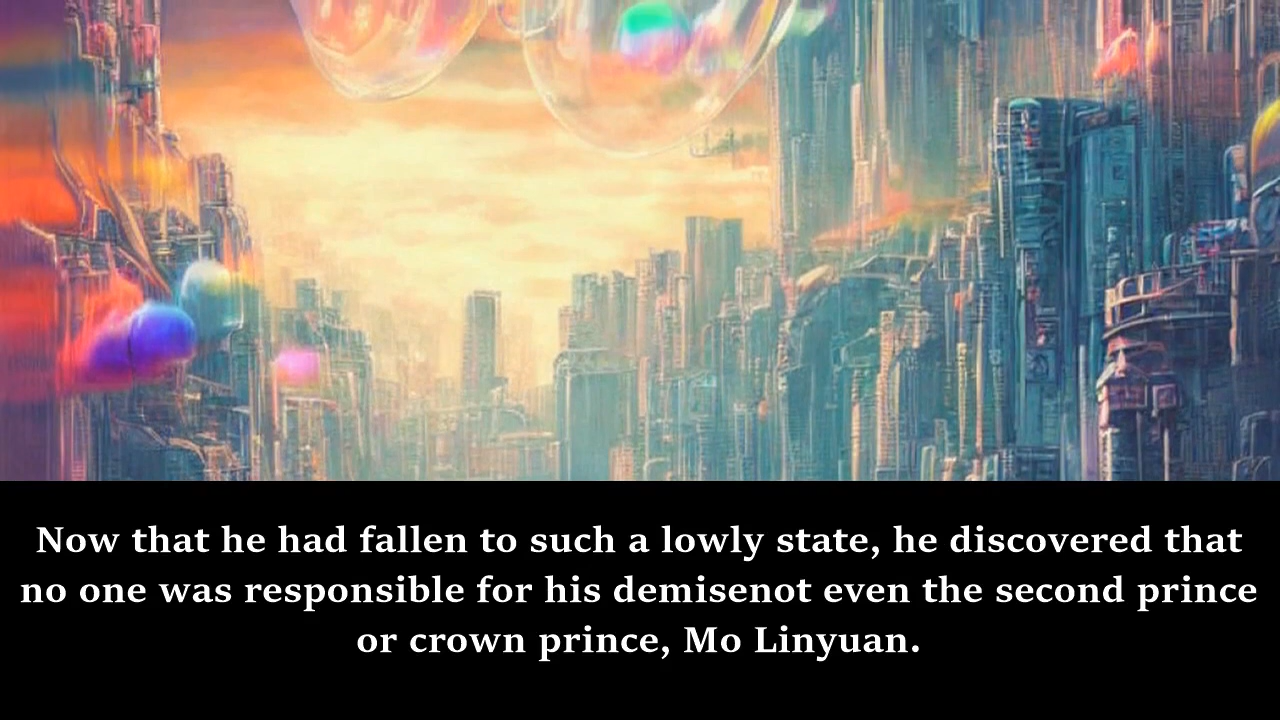 Now that he had fallen to such a lowly state, he discovered that
no one was responsible for his demisenot even the second prince
or crown prince, Mo Linyuan.